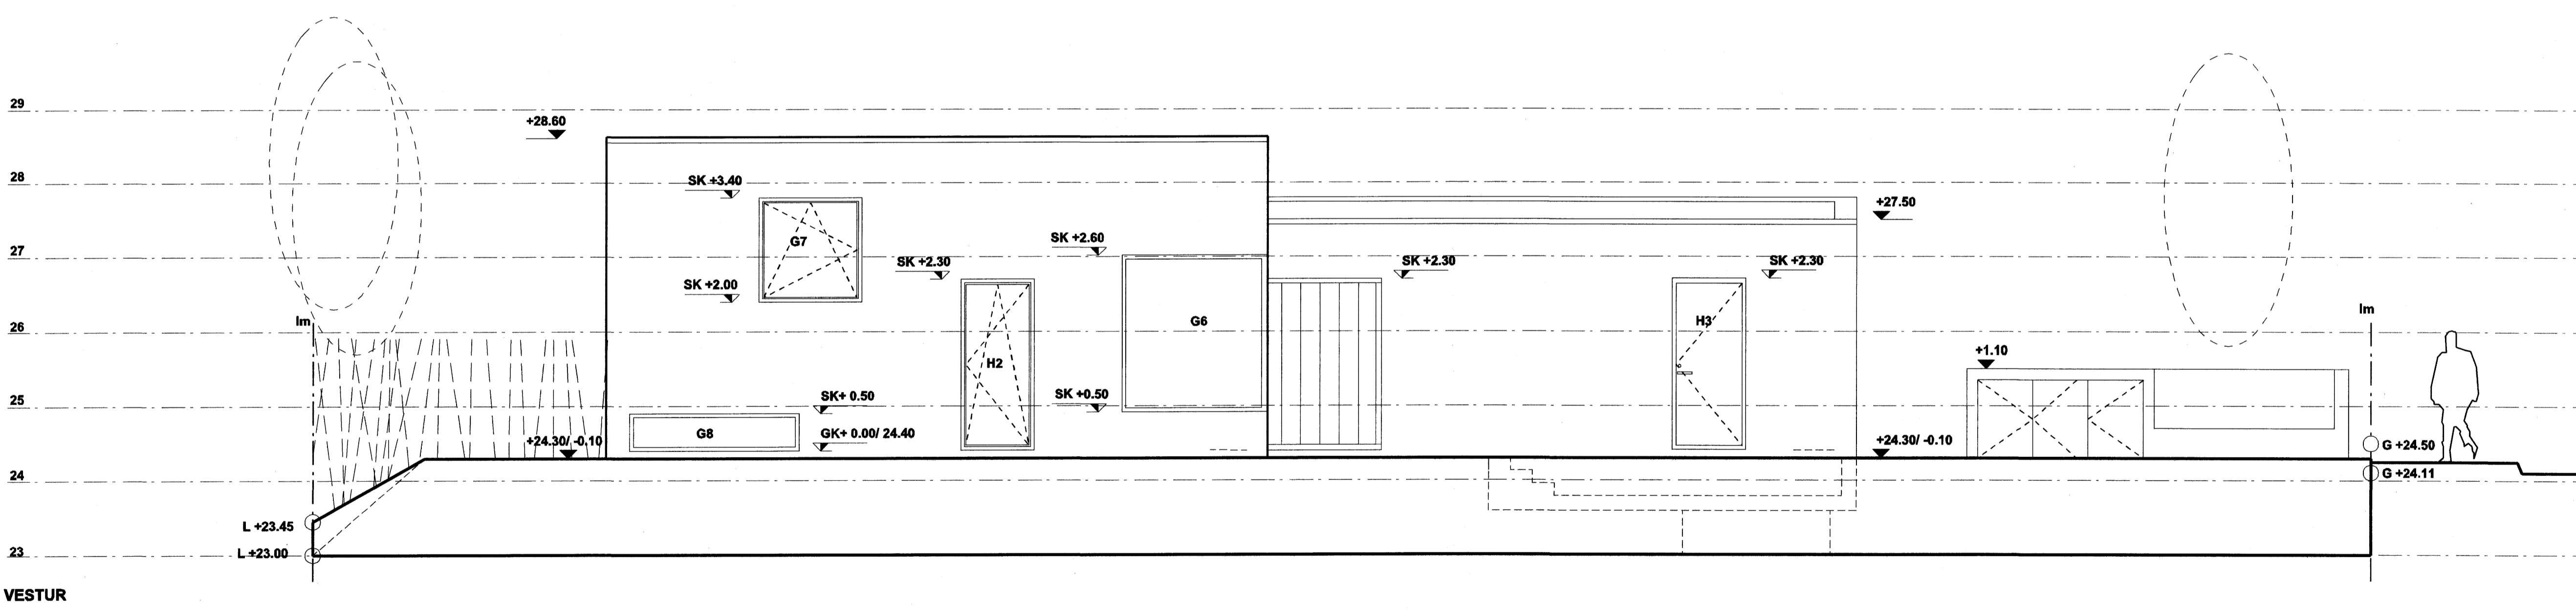 29
+28.60
28
SK +3.40
+27.50
G7
SK +2.60
27
SK +2.30
SK +2.30
SK +2.30
SK +2.00
lm
G6
H3
lm
26
+1.10
H2
25
SK+ 0.50
SK +0.50
G8
GK+ 0.00/ 24.40
+24.30/ -0.10
+24.30/ -0.10
G +24.50
24
G +24.11
L +23.45
23
L +23.00
VESTUR